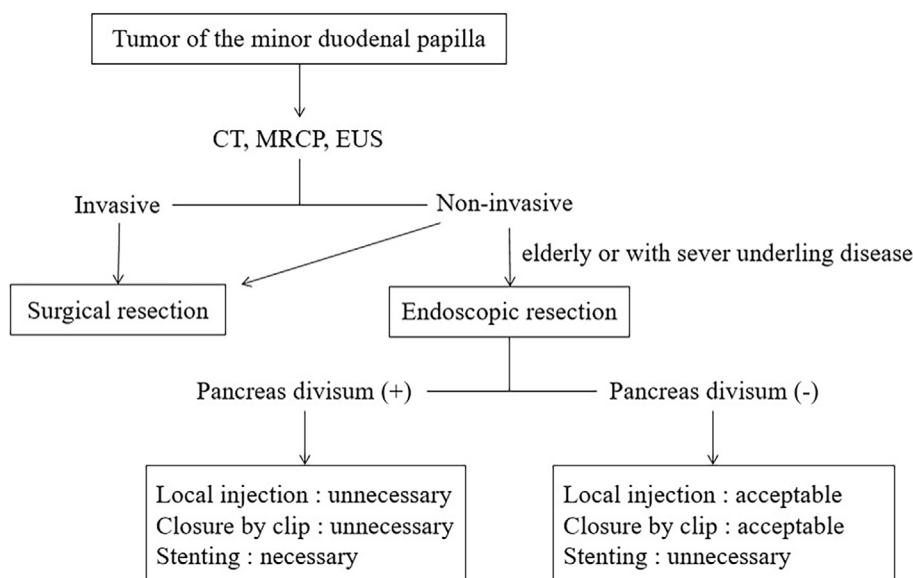 Tumor of the minor duodenal papilla
CT, MRCP, EUS
Invasive
Non-invasive
elderly or with sever underling disease
Surgical resection
Endoscopic resection
Pancreas divisum (+)
Pancreas divisum (-)
Local injection : unnecessary
Closure by clip : unnecessary
Stenting : necessary
Local injection : acceptable
Closure by clip : acceptable
Stenting : unnecessary